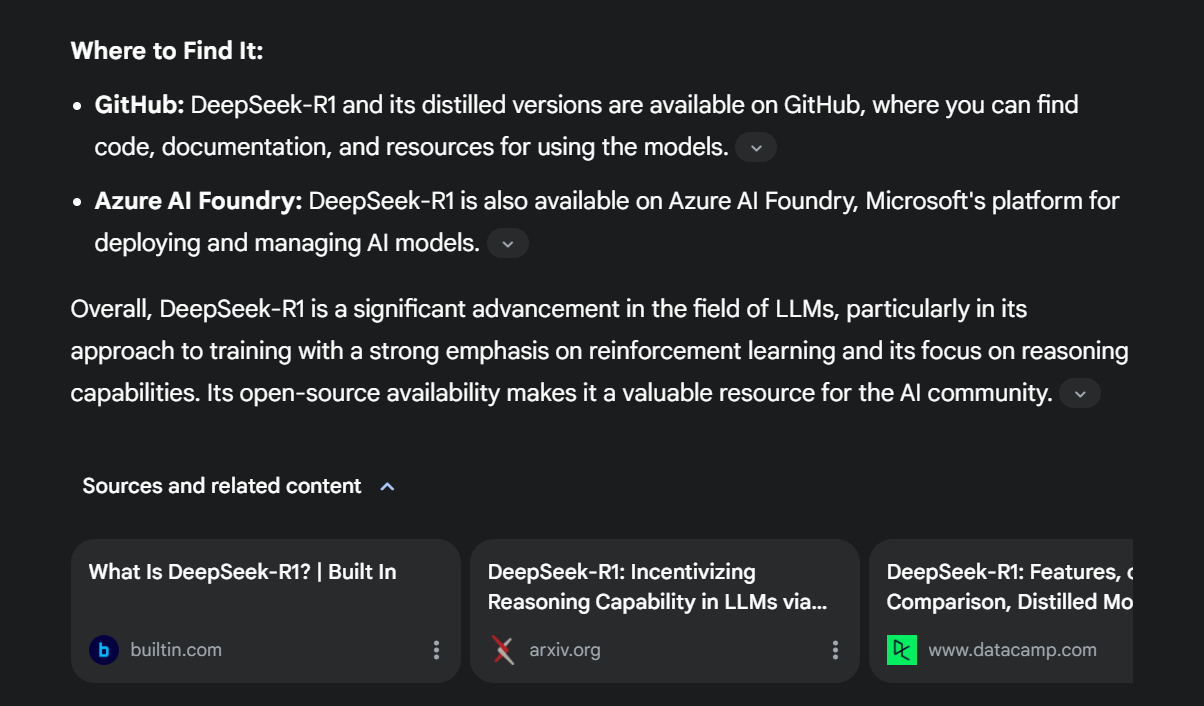 Where to Find It:
• GitHub: DeepSeek-R1 and its distilled versions are available on GitHub, where you can find
code, documentation, and resources for using the models.
• Azure AI Foundry: DeepSeek-R1 is also available on Azure AI Foundry, Microsoft's platform for
deploying and managing AI models.
Overall, DeepSeek-R1 is a significant advancement in the field of LLMs, particularly in its
approach to training with a strong emphasis on reinforcement learning and its focus on reasoning
capabilities. Its open-source availability makes it a valuable resource for the AI community.
Sources and related content
What Is DeepSeek-R1? | Built In
builtin.com
DeepSeek-R1: Incentivizing
Reasoning Capability in LLMs via...
arxiv.org
DeepSeek-R1: Features,
Comparison, Distilled
www.datacamp.com